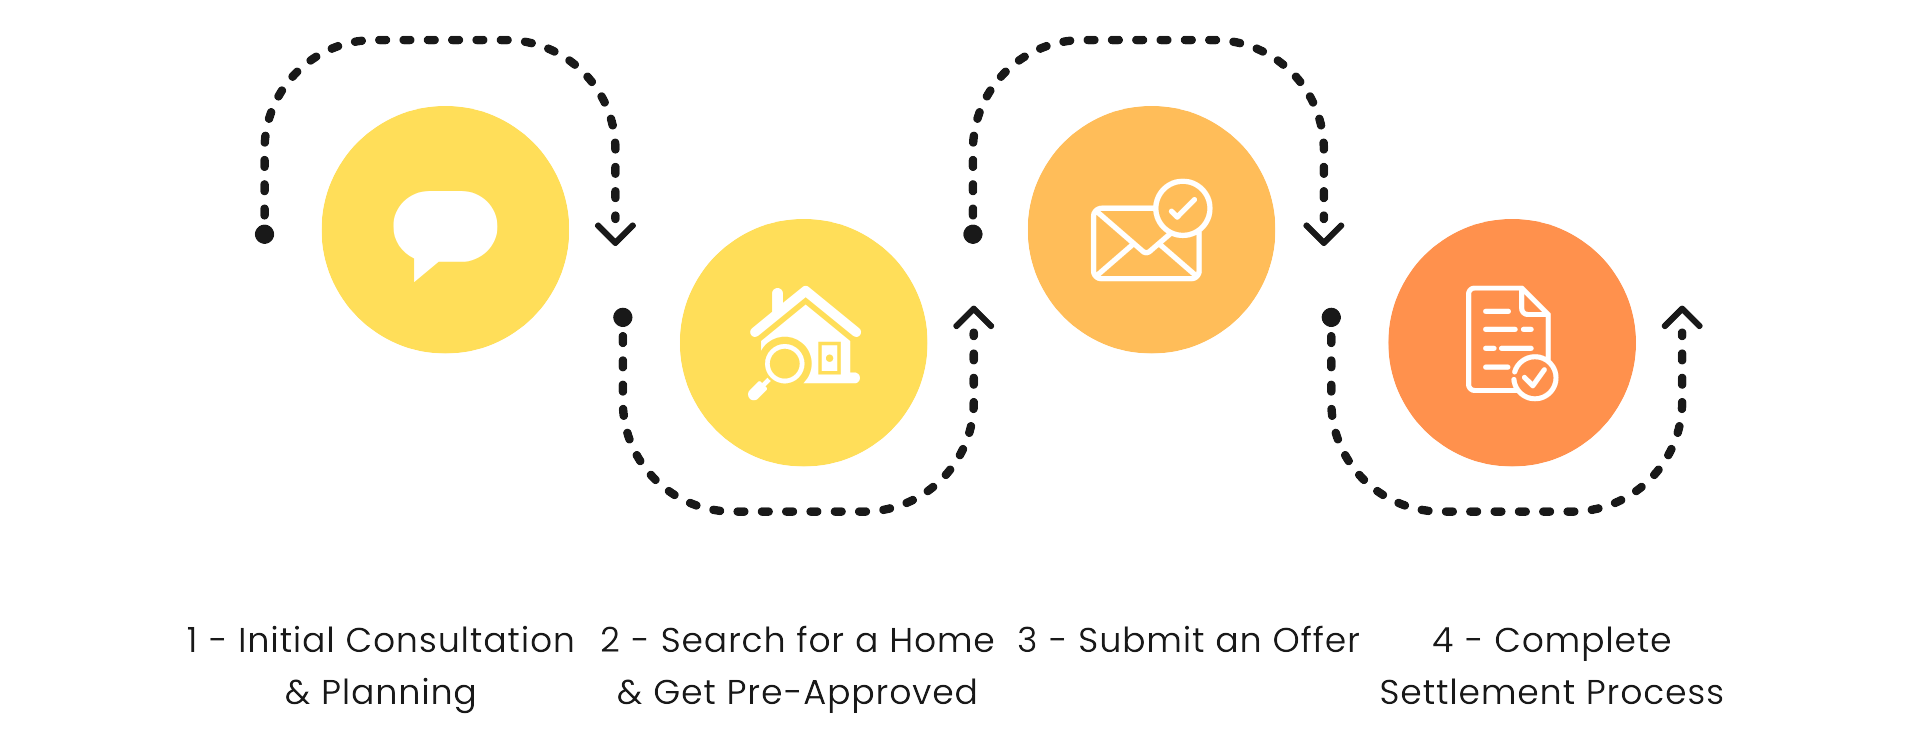 1 - Initial Consultation
& Planning
2 - Search for a Home
& Get Pre-Approved
3 - Submit an Offer
4 - Complete
Settlement Process